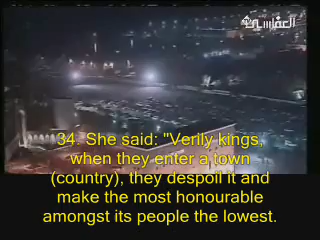 العفاسي
34. She said: "Verily kings,
when they enter a town
(country), they despoil it and
make the most honourable
amongst its people the lowest.